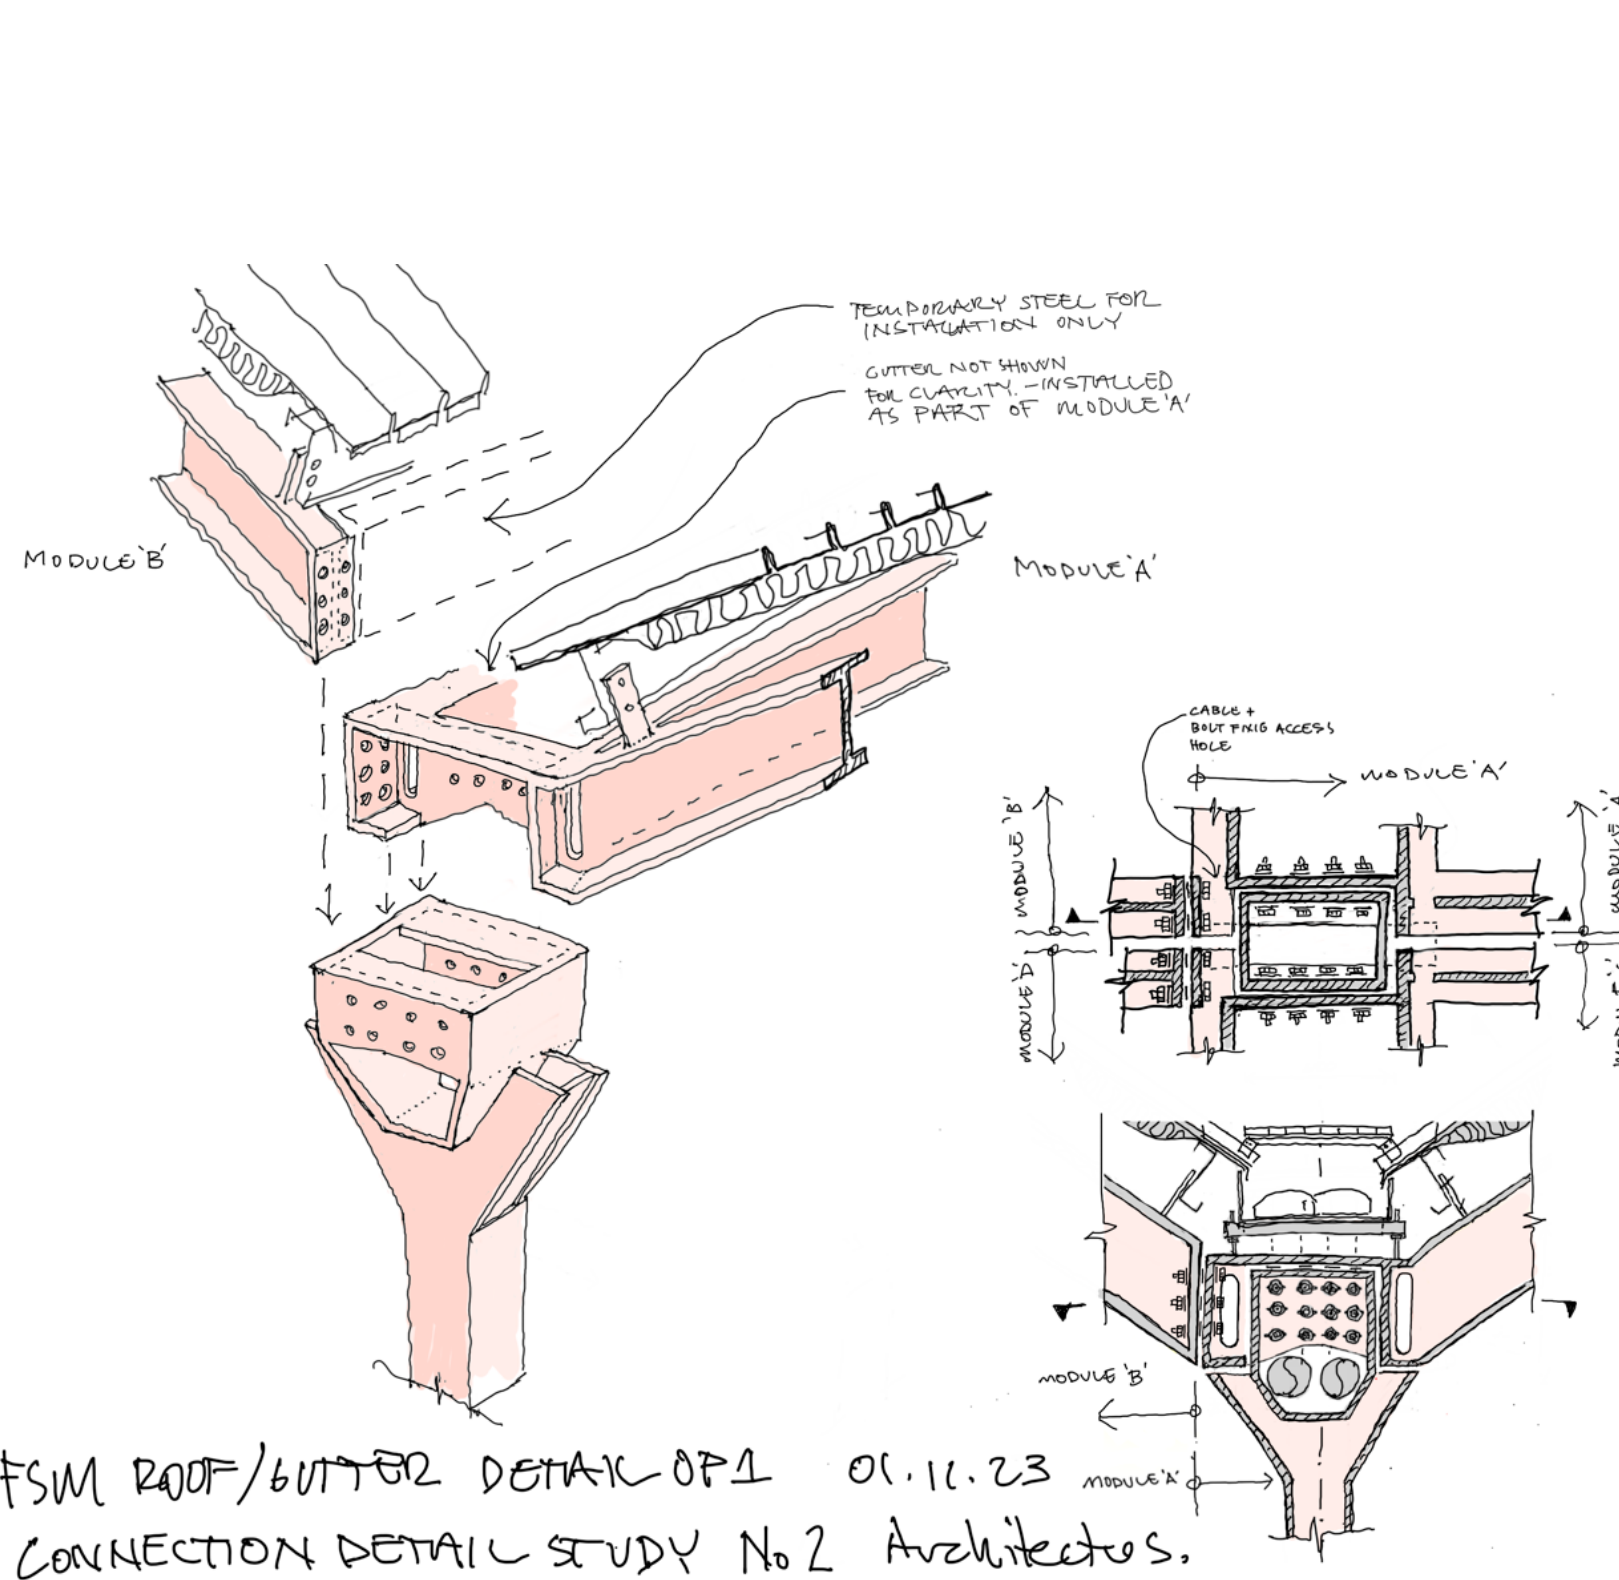 TEMPORARY STEEL FOR
INSTALLATION ONLY
GUTTER NOT SHOWN
FOR CLARITY. - INSTALLED
AS PART OF MODULE 'A'
MODULE 'B'
MODULE 'A'
CABLE +
BOLT FIXIG ACCESS
HOLE
MODULE 'A'
MODULE 'B'
MODULE 'D'
MODULE 'B'
MODULE 'A'
FSM ROOF/GUTTER DETAIL OP1 01.11.23
CONNECTION DETAIL STUDY No 2 Architectus.